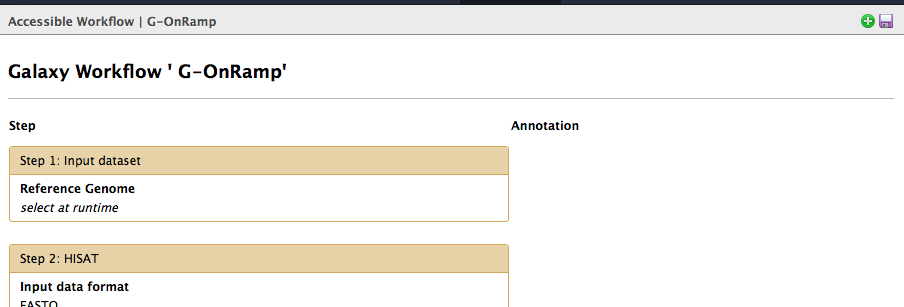 Accessible Workflow | G-OnRamp
Galaxy Workflow ' G-OnRamp'
Step Annotation
Step 1: Input dataset
Reference Genome
select at runtime
Step 2: HISAT
Input data format
FASTQ